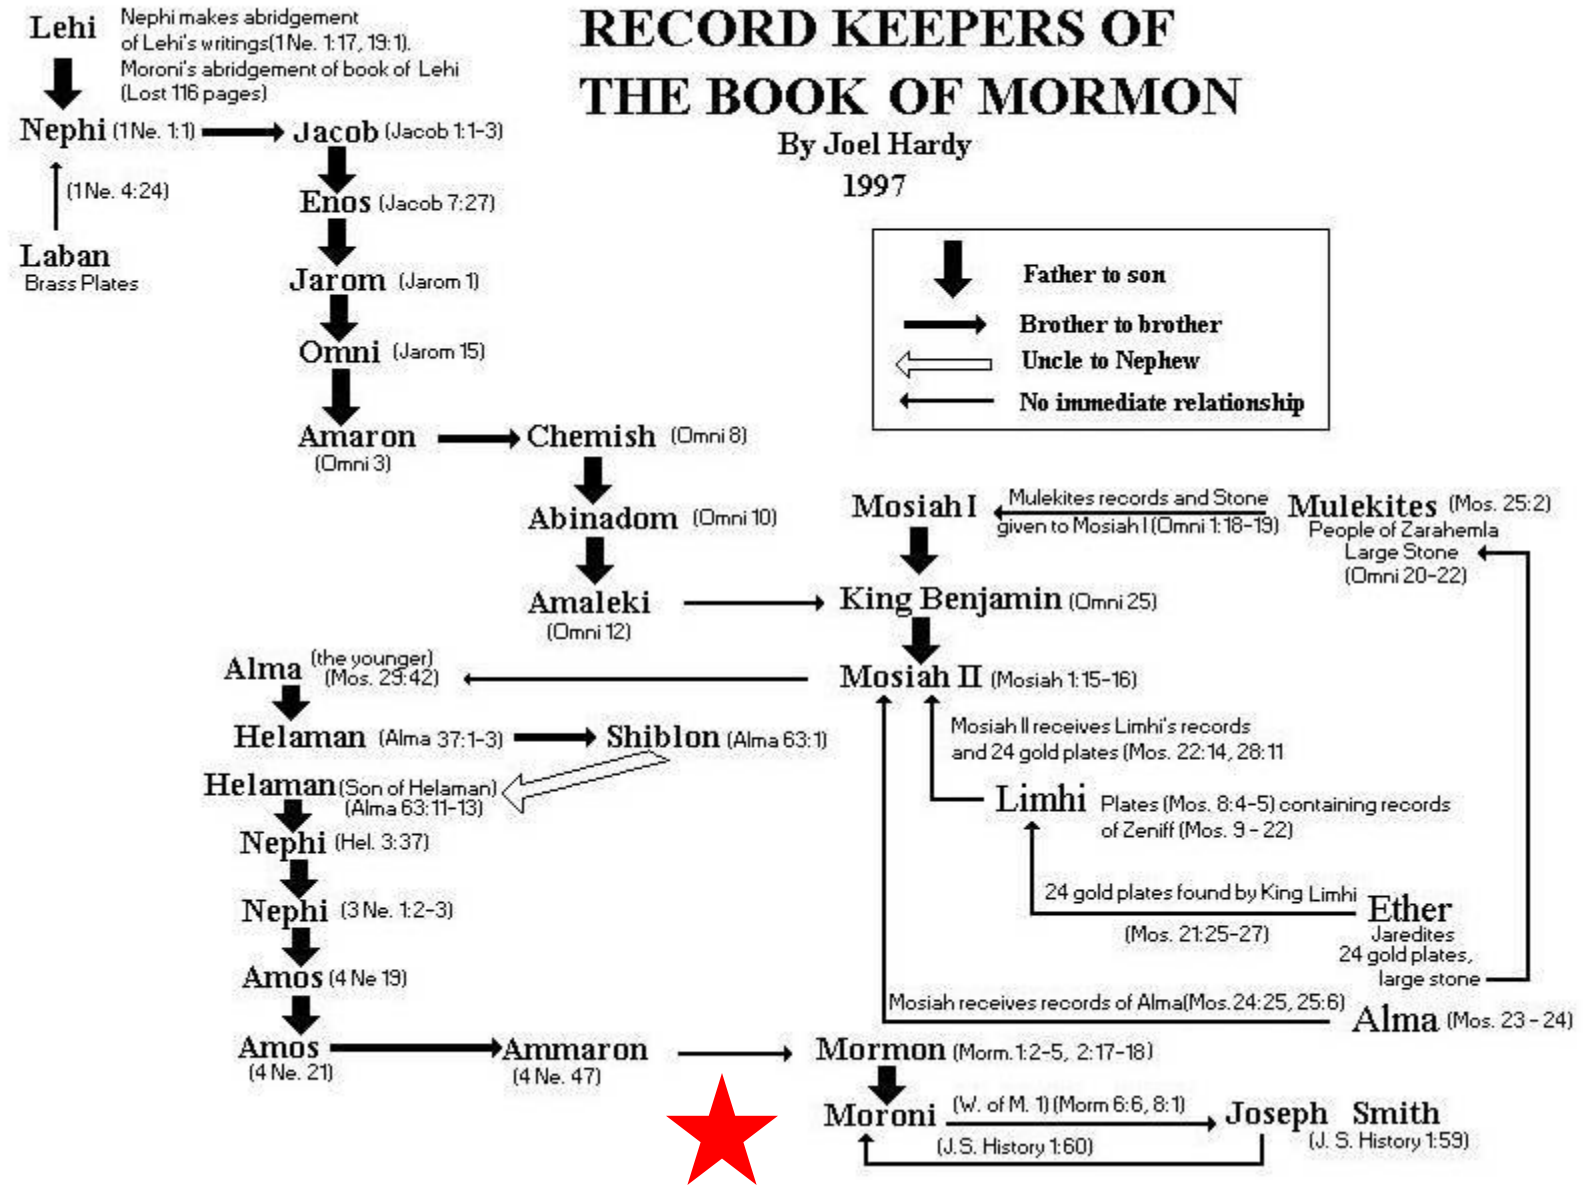 RECORD KEEPERS OF
THE BOOK OF MORMON
By Joel Hardy
1997
Lehi
Nephi makes abridgement
of Lehi's writings(1 Ne. 1:17, 19:1).
Moroni's abridgement of book of Lehi
(Lost 116 pages)
Nephi (1 Ne. 1:1)
Jacob (Jacob 1:1-3)
(1 Ne. 4:24)
Enos (Jacob 7:27)
Laban
Brass Plates
Jarom (Jarom 1)
Omni (Jarom 15)
Father to son
Brother to brother
Uncle to Nephew
No immediate relationship
Amaron
(Omni 3)
Chemish (Omni 8)
Abinadom (Omni 10)
Amaleki
(Omni 12)
Mosiah I
Mulekites records and Stone
given to Mosiah I (Omni 1:18-19)
Mulekites (Mos. 25:2)
People of Zarahemla
Large Stone
(Omni 20-22)
King Benjamin (Omni 25)
Alma (the younger)
(Mos. 29:42)
Mosiah II (Mosiah 1:15-16)
Helaman (Alma 37:1-3)
Shiblon (Alma 63:1)
Mosiah II receives Limhi's records
and 24 gold plates (Mos. 22:14, 28:11
Helaman (Son of Helaman)
(Alma 63:11-13)
Limhi Plates (Mos. 8:4-5) containing records
of Zeniff (Mos. 9 - 22)
Nephi (Hel. 3:37)
24 gold plates found by King Limhi
(Mos. 21:25-27)
Ether
Jaredites
24 gold plates,
large stone
Nephi (3 Ne. 1:2-3)
Amos (4 Ne 19)
Mosiah receives records of Alma(Mos.24:25, 25:6)
Alma (Mos. 23 - 24)
Amos
(4 Ne. 21)
Ammaron
(4 Ne. 47)
Mormon (Morm. 1:2-5, 2:17-18)
Moroni
(W. of M. 1) (Morm 6:6, 8:1)
(J.S. History 1:60)
Joseph Smith
(J. S. History 1:59)